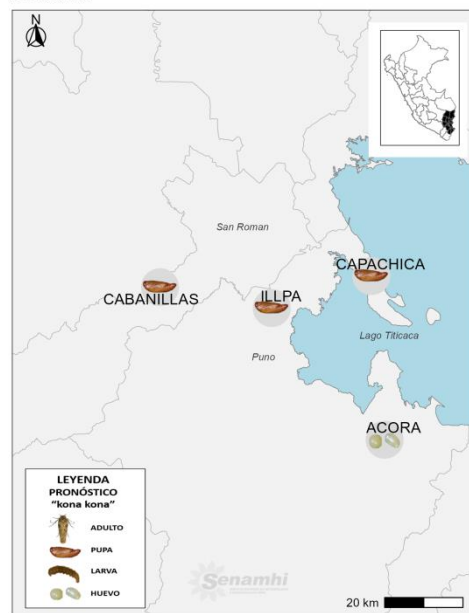 N
San Roman
CAPACHICA
CABANILLAS
ILLPA
Lago Titicaca
Puno
ACORA
LEYENDA
PRONÓSTICO
"kona kona"
ADULTO
PUPA
LARVA
HUEVO
Senamhi
20 km